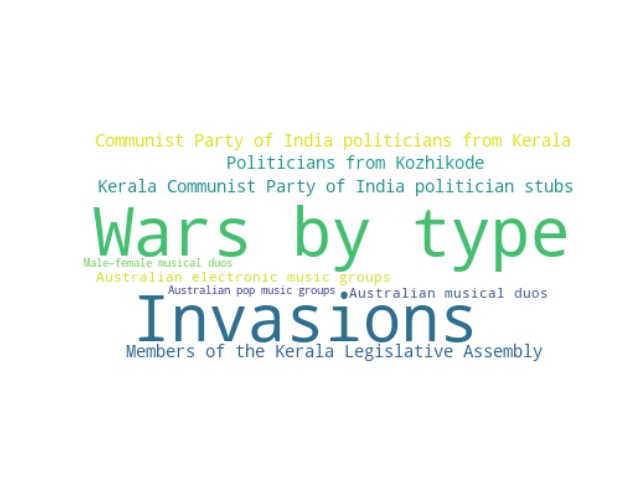 Communist Party of India politicians from Kerala
Politicians from Kozhikode
Kerala Communist Party of India politician stubs
Wars by type
Male–female musical duos
Australian electronic music groups
Australian pop music groups
Australian musical duos
Invasions
Members of the Kerala Legislative Assembly